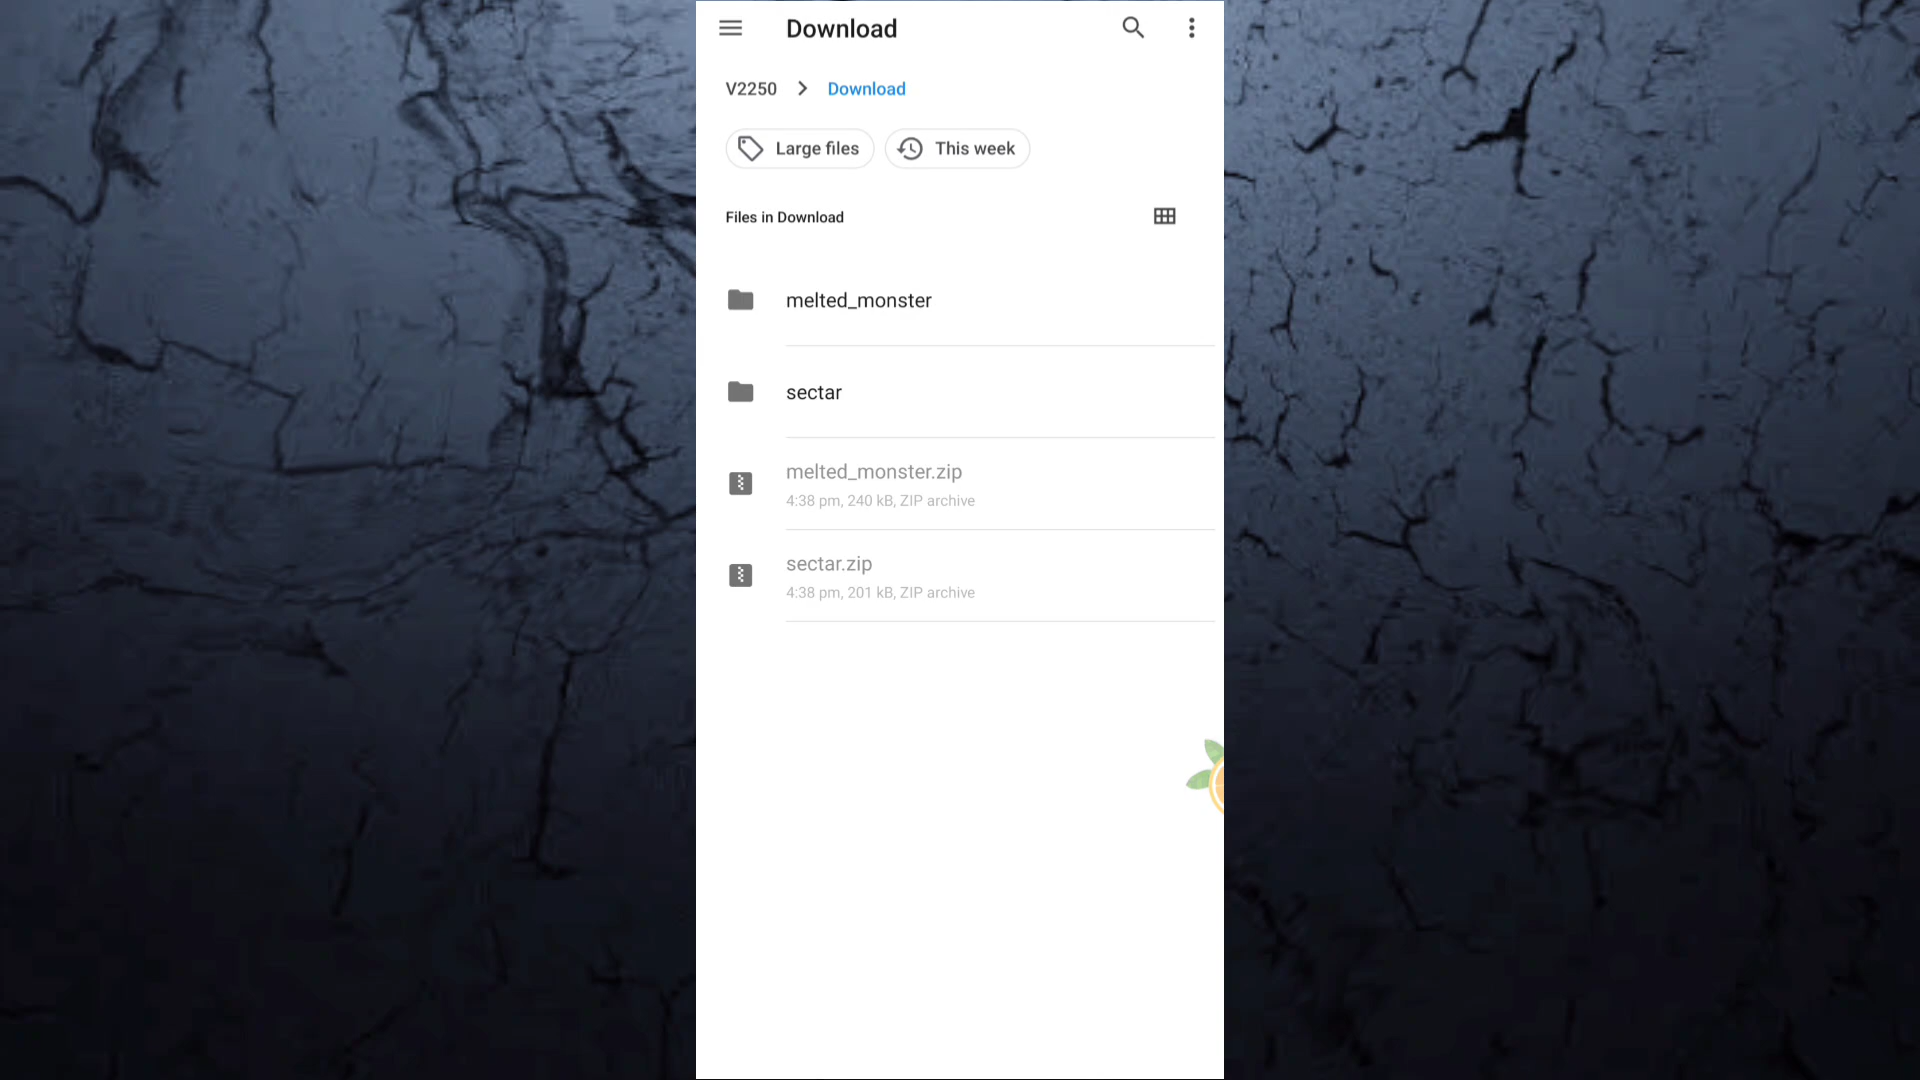 Download
V2250 > Download
Large files
This week
Files in Download
melted_monster
sectar
melted_monster.zip
4:38 pm, 240 kB, ZIP archive
sectar.zip
4:38 pm, 201 kB, ZIP archive